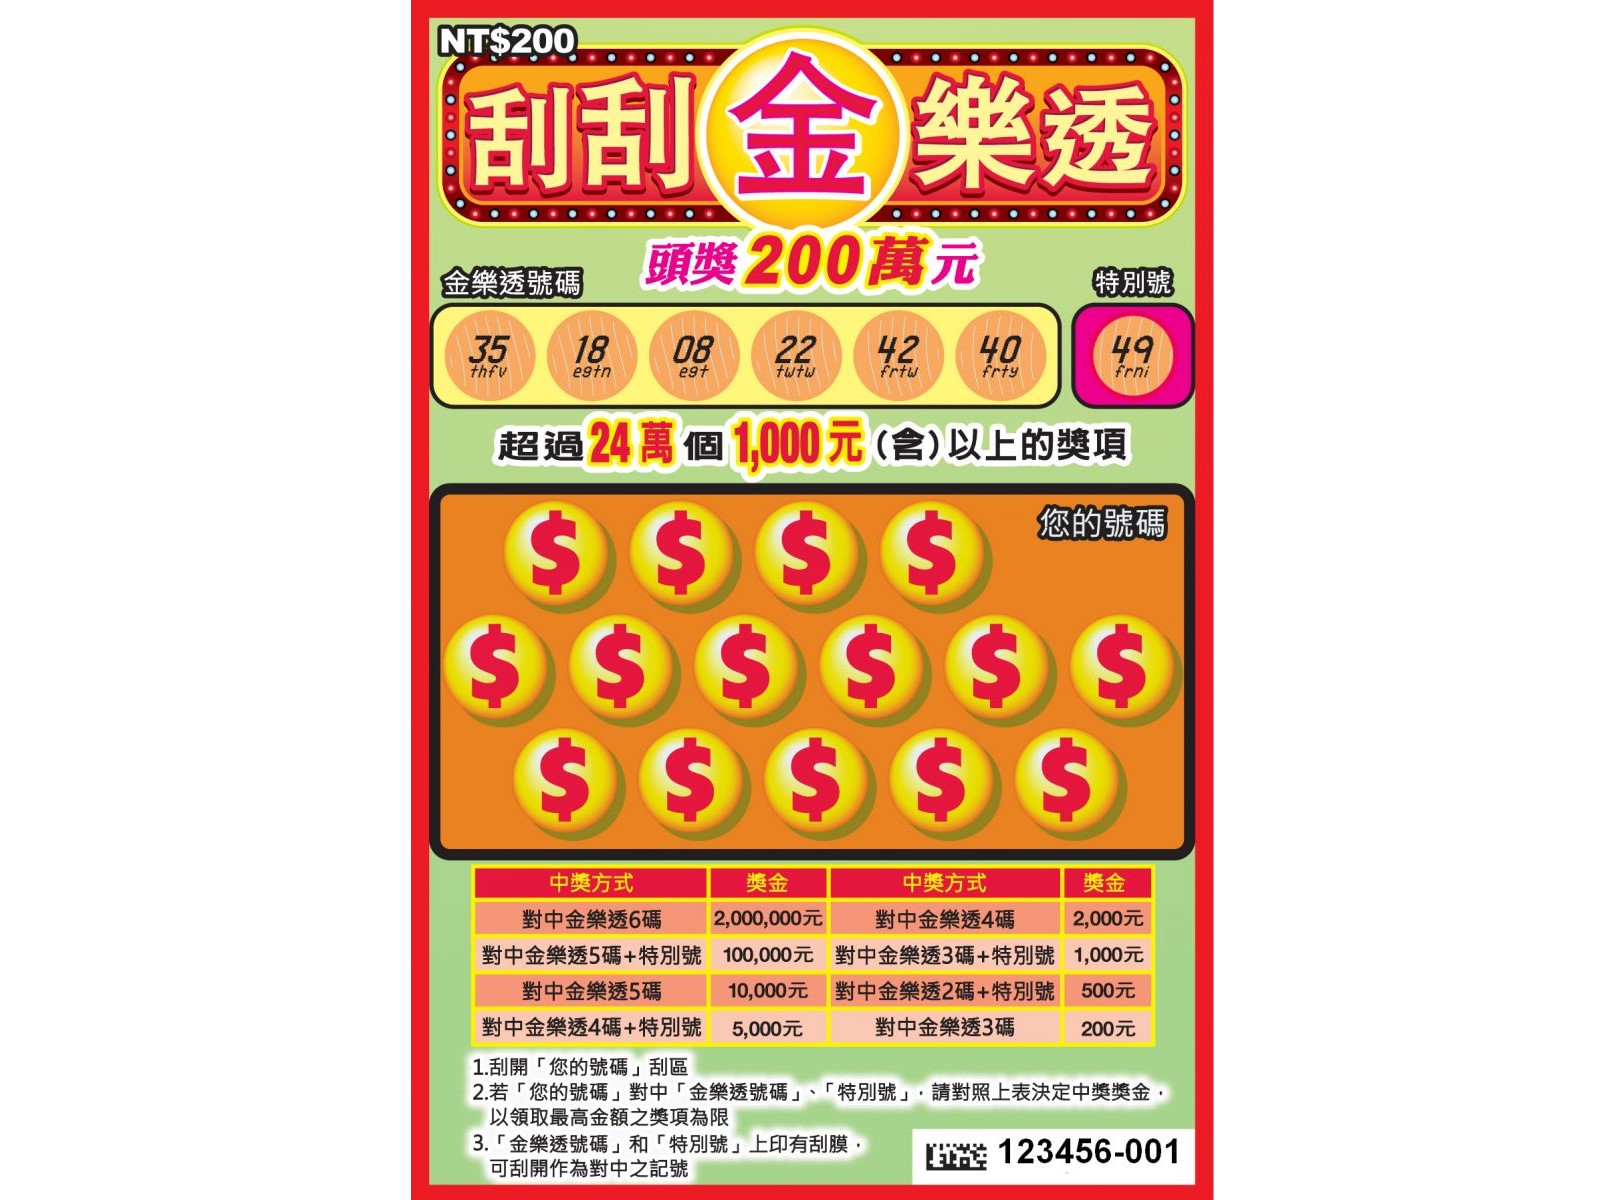 NT$200
刮刮金樂透
頭獎200萬元
金樂透號碼
特別號
35 18 08 22 42 40 49
thfv egtn egt twtw frtw frty frni
超過24萬個1,000元(含)以上的獎項
您的號碼
$ $ $ $
$ $ $ $ $ $
$ $ $ $ $
中獎方式 獎金 中獎方式 獎金
對中金樂透6碼 2,000,000元 對中金樂透4碼 2,000元
對中金樂透5碼+特別號 100,000元 對中金樂透3碼+特別號 1,000元
對中金樂透5碼 10,000元 對中金樂透2碼+特別號 500元
對中金樂透4碼+特別號 5,000元 對中金樂透3碼 200元
1.刮開「您的號碼」刮區
2.若「您的號碼」對中「金樂透號碼」、「特別號」,請對照上表決定中獎獎金,
以領取最高金額之獎項為限
3.「金樂透號碼」和「特別號」上印有刮膜,
可刮開作為對中之記號
123456-001